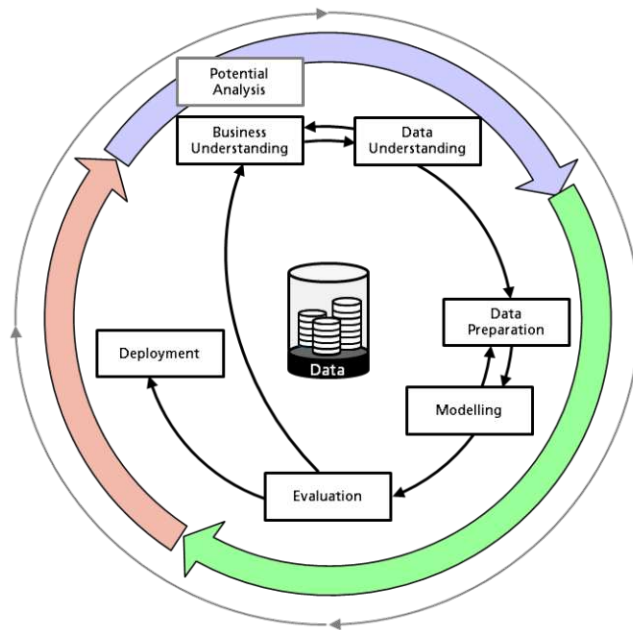 Potential
Analysis
Business
Understanding
Data
Understanding
Data
Preparation
Deployment
Data
Modelling
Evaluation